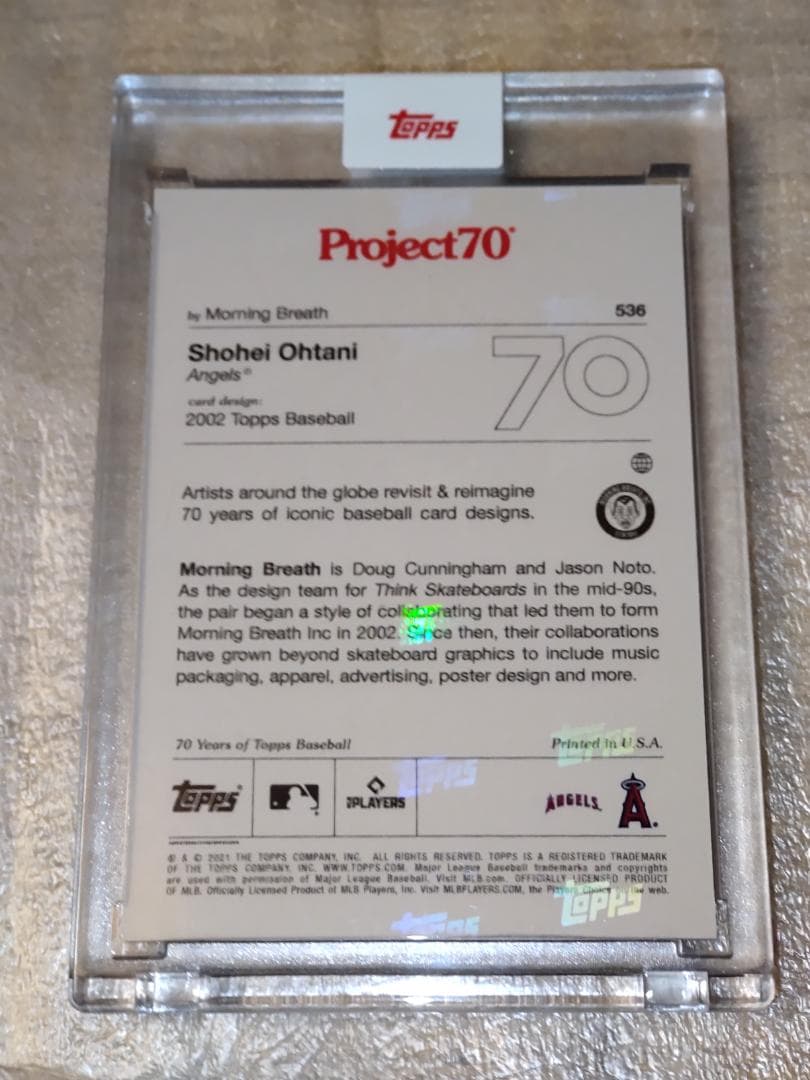 Topps
Project70®
by Morning Breath 536
Shohei Ohtani
Angels®
card design:
2002 Topps Baseball
70
Artists around the globe revisit & reimagine
70 years of iconic baseball card designs.
Morning Breath is Doug Cunningham and Jason Noto.
As the design team for Think Skateboards in the mid-90s,
the pair began a style of collaborating that led them to form
Morning Breath Inc in 2002. Since then, their collaborations
have grown beyond skateboard graphics to include music
packaging, apparel, advertising, poster design and more.
70 Years of Topps Baseball Printed in U.S.A.
Topps PLAYERS ANGELS A
® & © 2021 THE TOPPS COMPANY, INC. ALL RIGHTS RESERVED. TOPPS IS A REGISTERED TRADEMARK
OF THE TOPPS COMPANY, INC. WWW.TOPPS.COM. Major League Baseball trademarks and copyrights
are used with permission of Major League Baseball. Visit MLB.com. OFFICIALLY LICENSED PRODUCT
OF MLB. Officially Licensed Product of MLB Players, Inc. Visit MLBPLAYERS.COM, the Players Choice on the web.
Topps